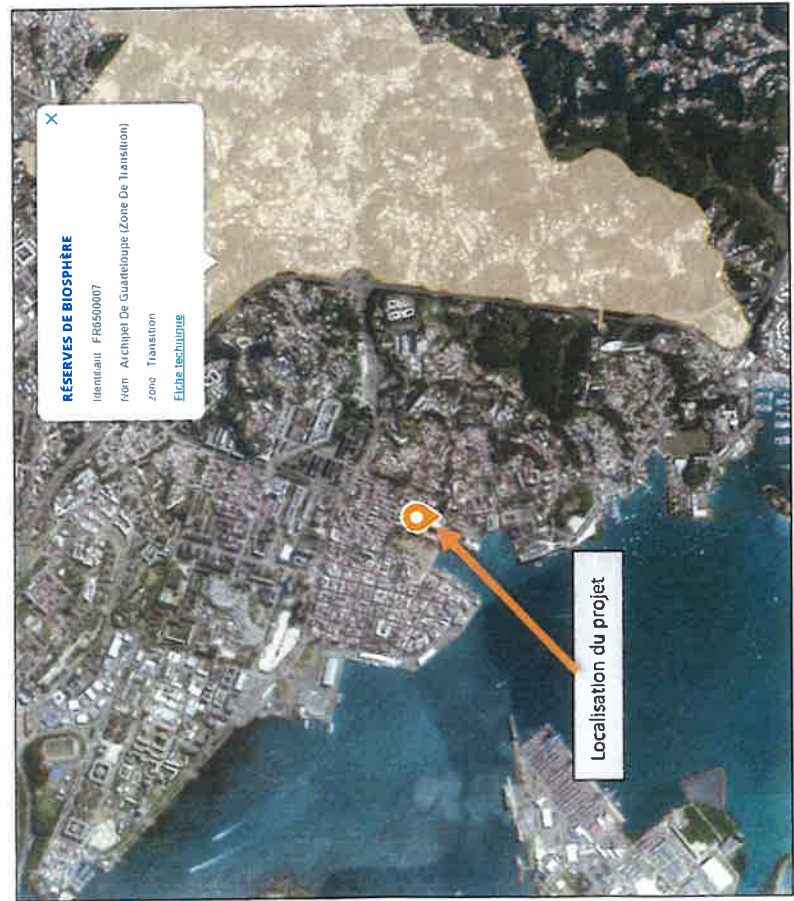 RÉSERVES DE BIOSPHÈRE
Identifiant FR6500007
Nom Archipel De Guadeloupe (Zone De Transition)
zone Transition
Fiche technique
Localisation du projet